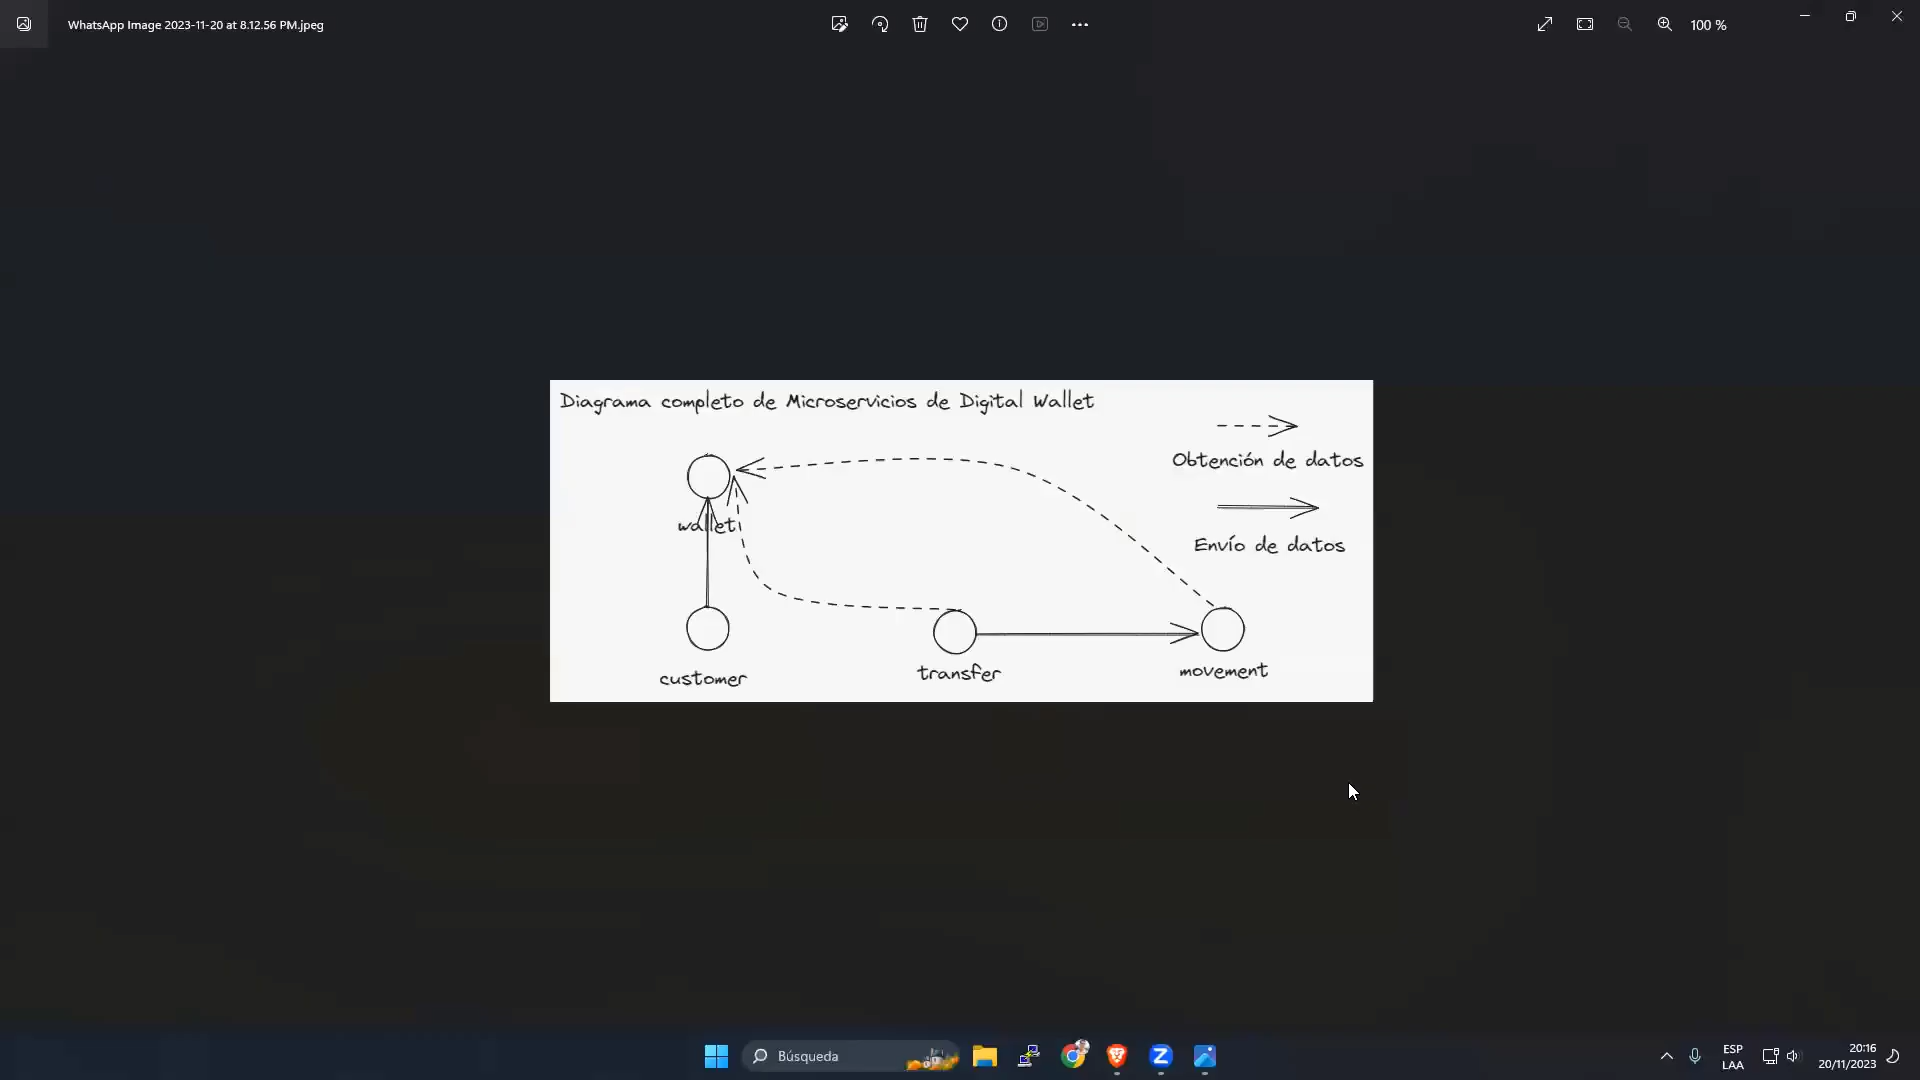 WhatsApp Image 2023-11-20 at 8.12.56 PM.jpeg
100 %
Diagrama completo de Microservicios de Digital Wallet
Obtención de datos
wallet
Envío de datos
customer
transfer
movement
Búsqueda
ESP
LAA
20:16
20/11/2023